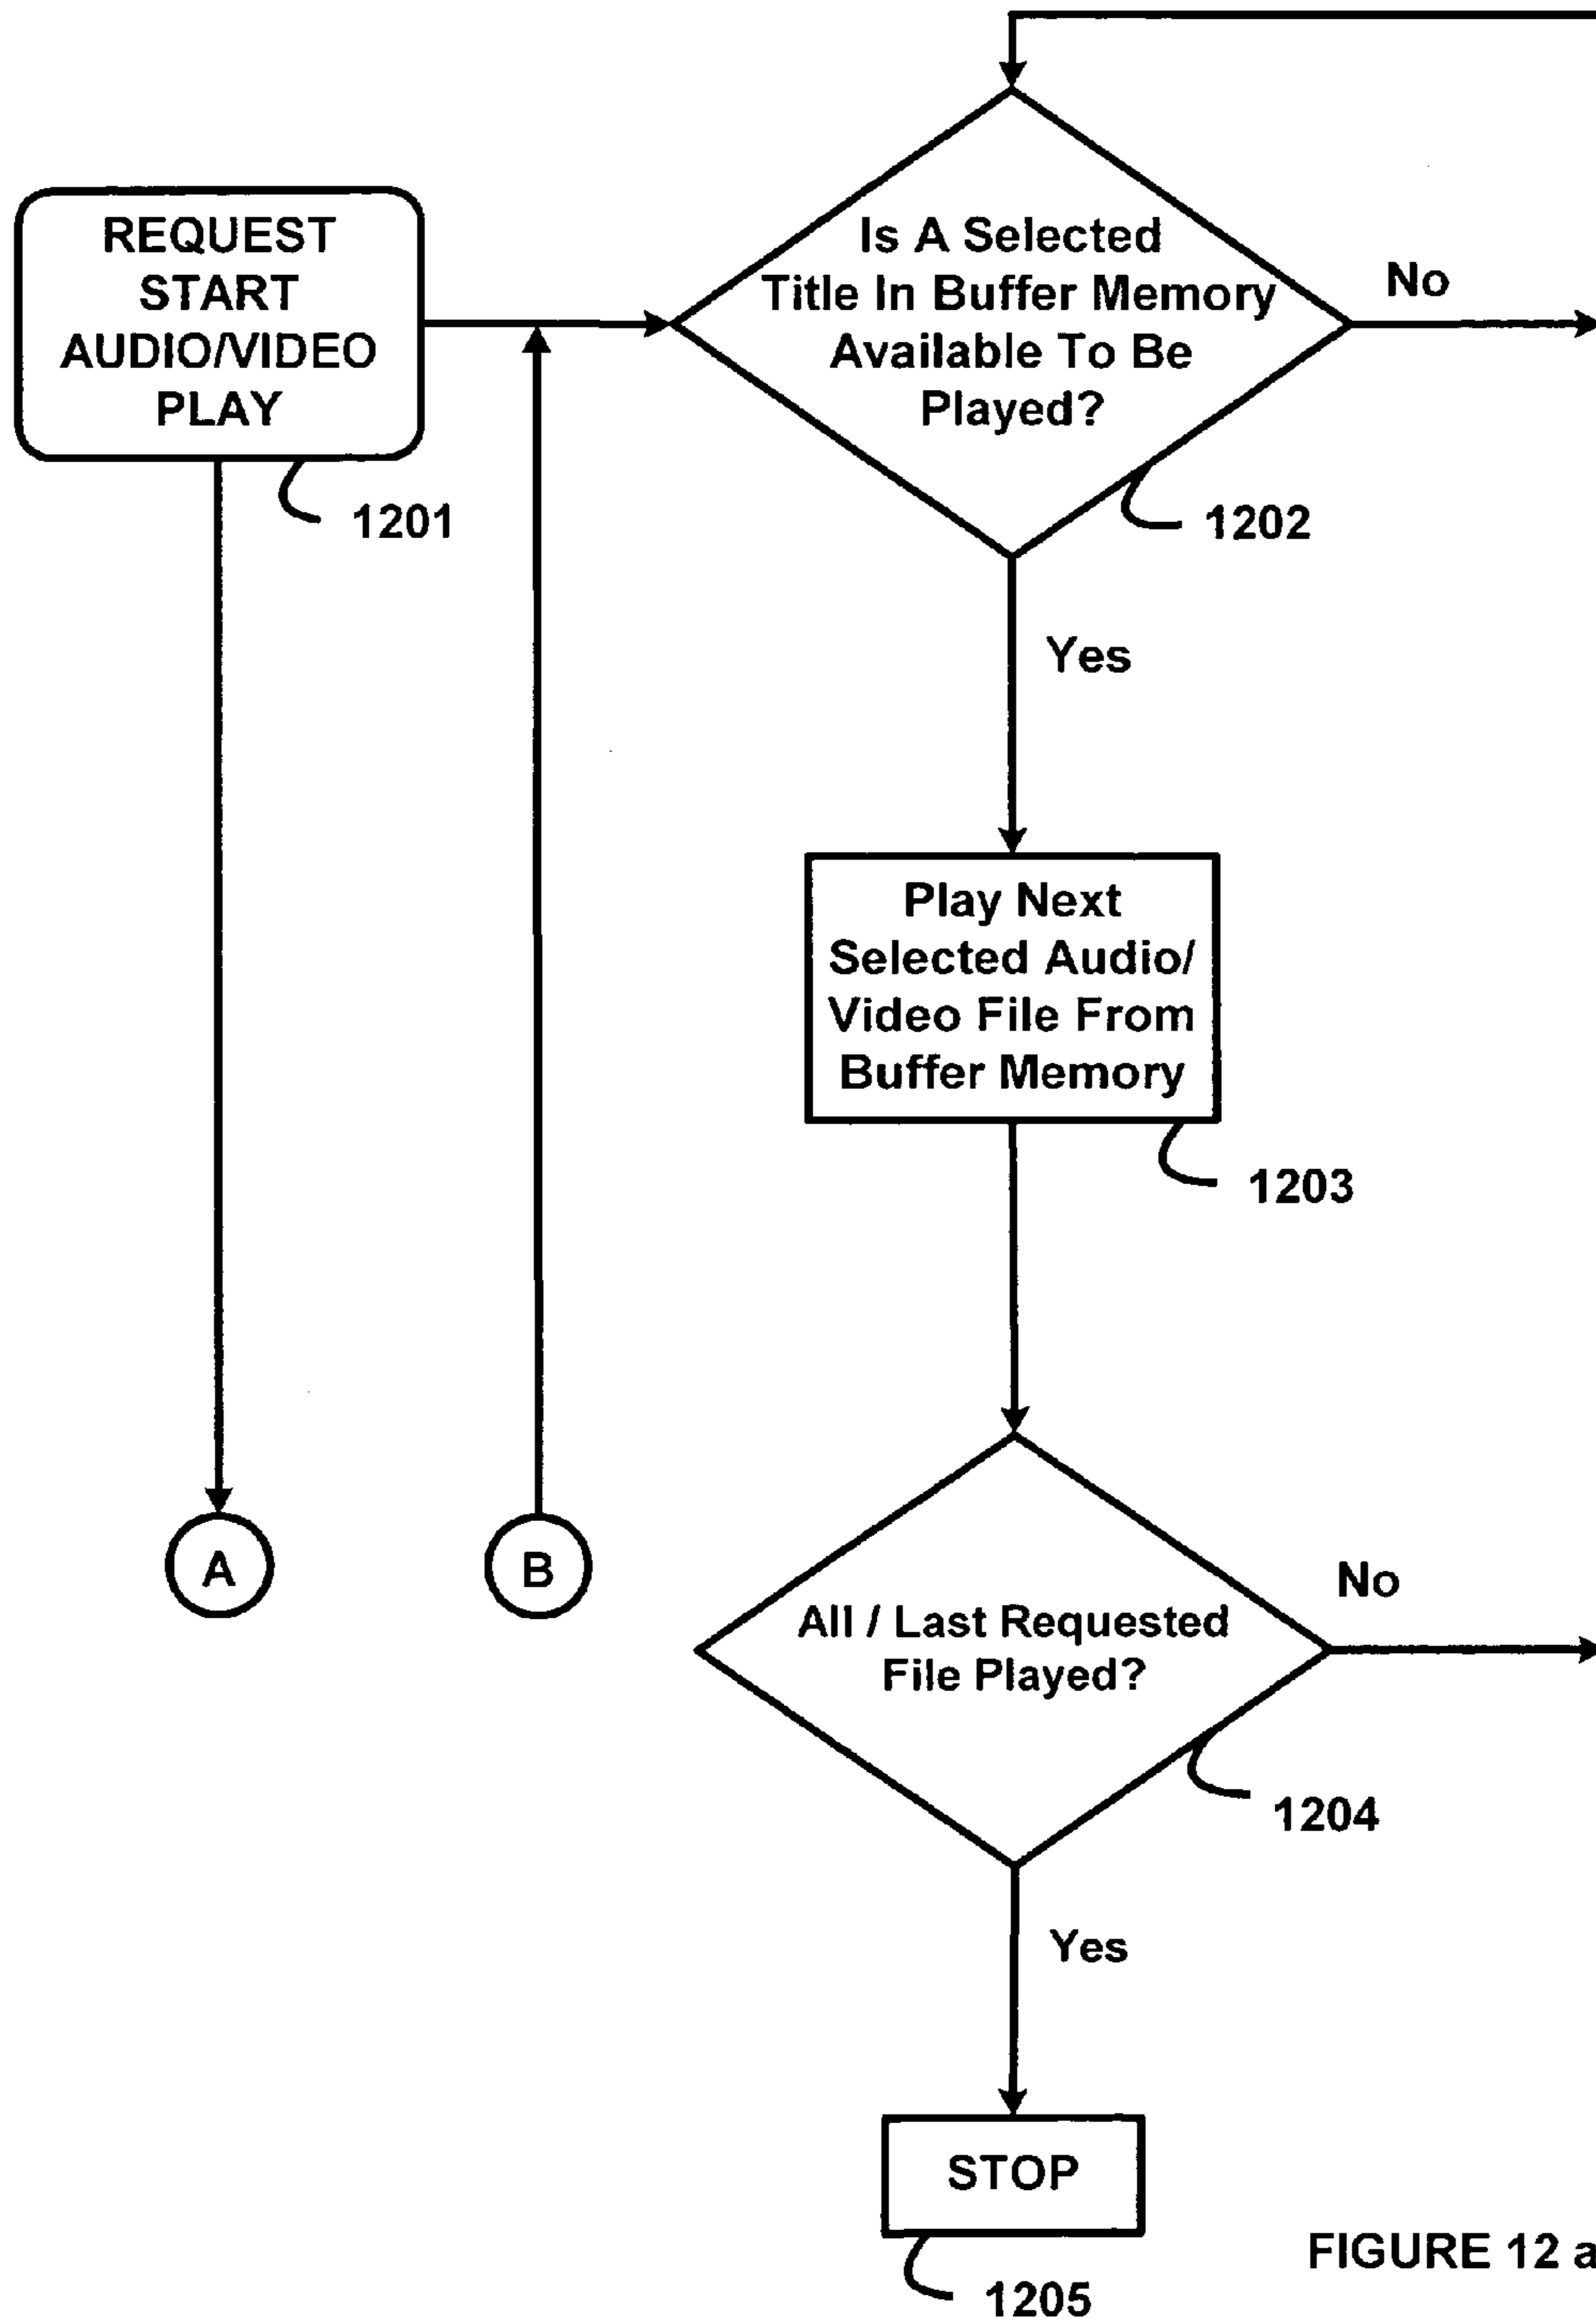 REQUEST
START
AUDIO/VIDEO
PLAY
1201
Is A Selected
Title In Buffer Memory
Available To Be
Played?
No
1202
Yes
Play Next
Selected Audio/
Video File From
Buffer Memory
1203
A
B
All / Last Requested
File Played?
No
1204
Yes
STOP
1205
FIGURE 12 a